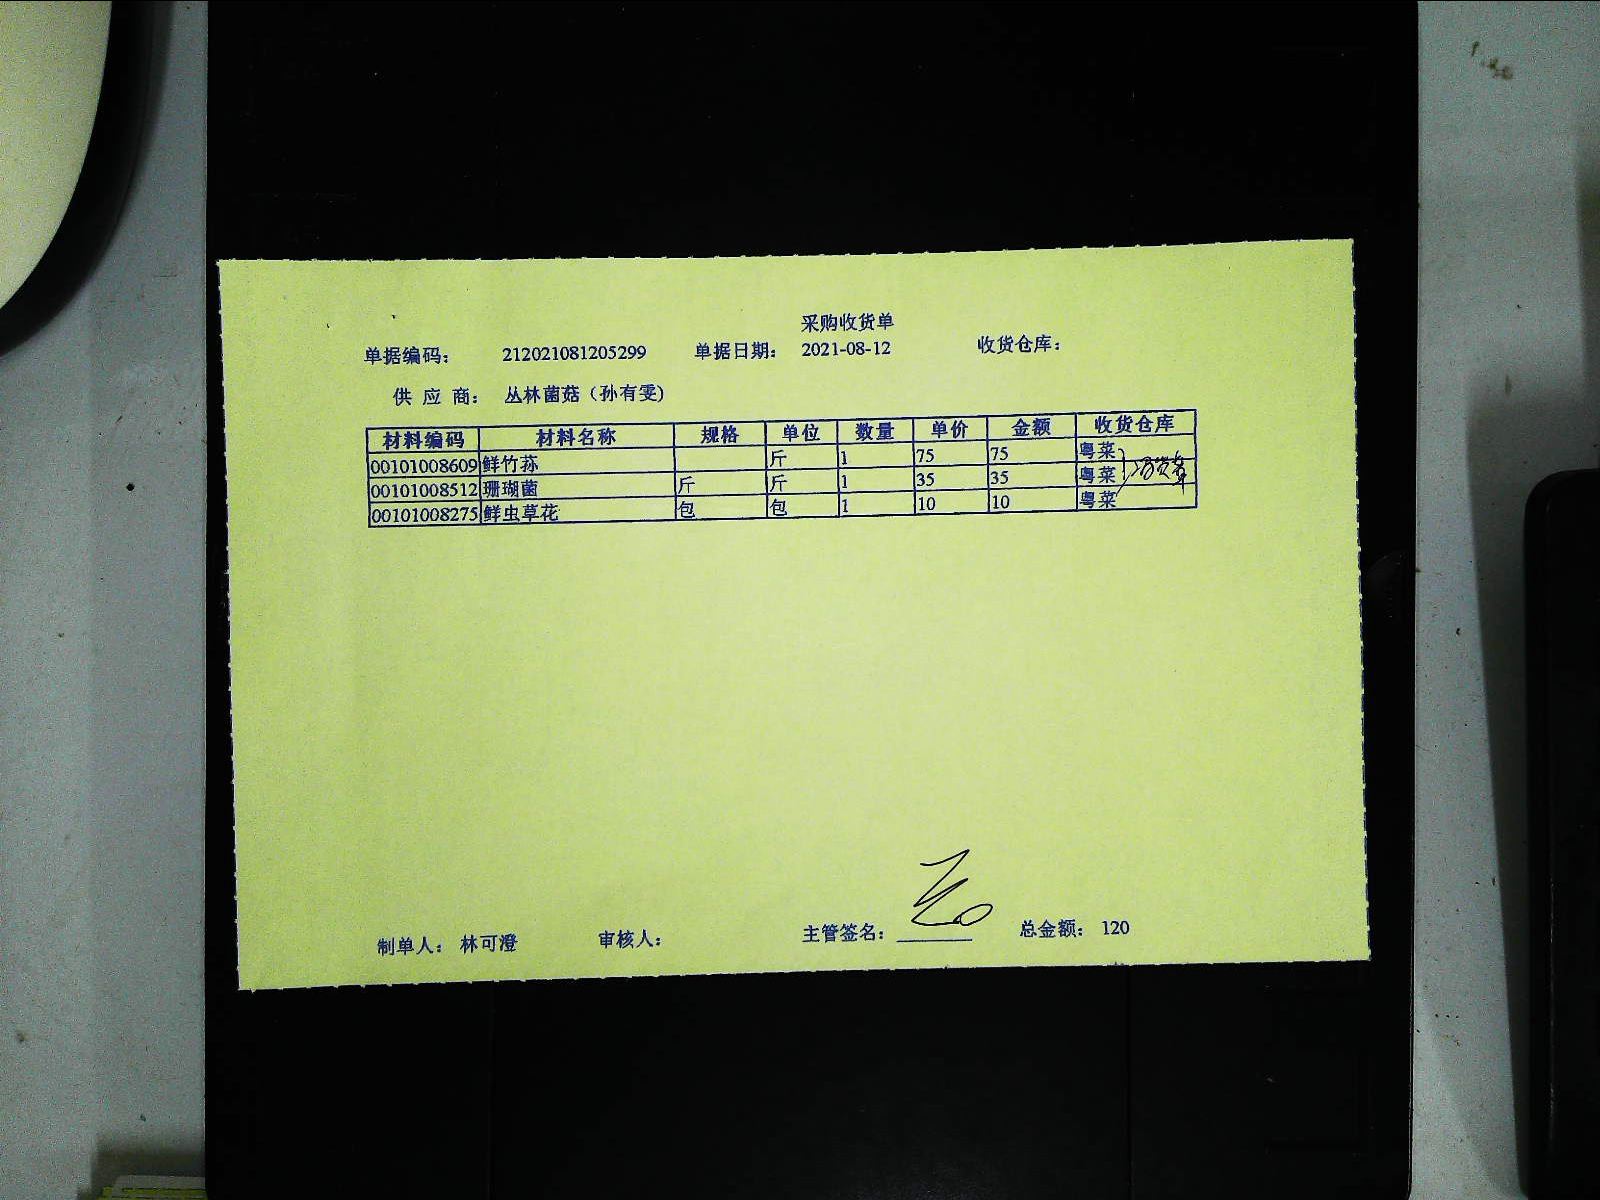 采购收货单
单据编码： 212021081205299 单据日期： 2021-08-12 收货仓库：
供 应 商： 丛林菌菇（孙有雯)
材料编码 材料名称 规格 单位 数量 单价 金额 收货仓库
00101008609 鲜竹荪 斤 1 75 75 粤菜
00101008512 珊瑚菌 斤 斤 1 35 35 粤菜
00101008275 鲜虫草花 包 包 1 10 10 粤菜
制单人： 林可澄 审核人： 主管签名： 总金额： 120